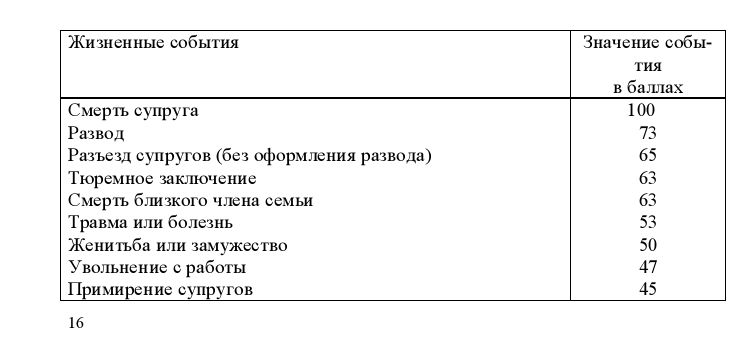 Жизненные события Значение собы-
тия
в баллах
Смерть супруга 100
Развод 73
Разъезд супругов (без оформления развода) 65
Тюремное заключение 63
Смерть близкого члена семьи 63
Травма или болезнь 53
Женитьба или замужество 50
Увольнение с работы 47
Примирение супругов 45
16